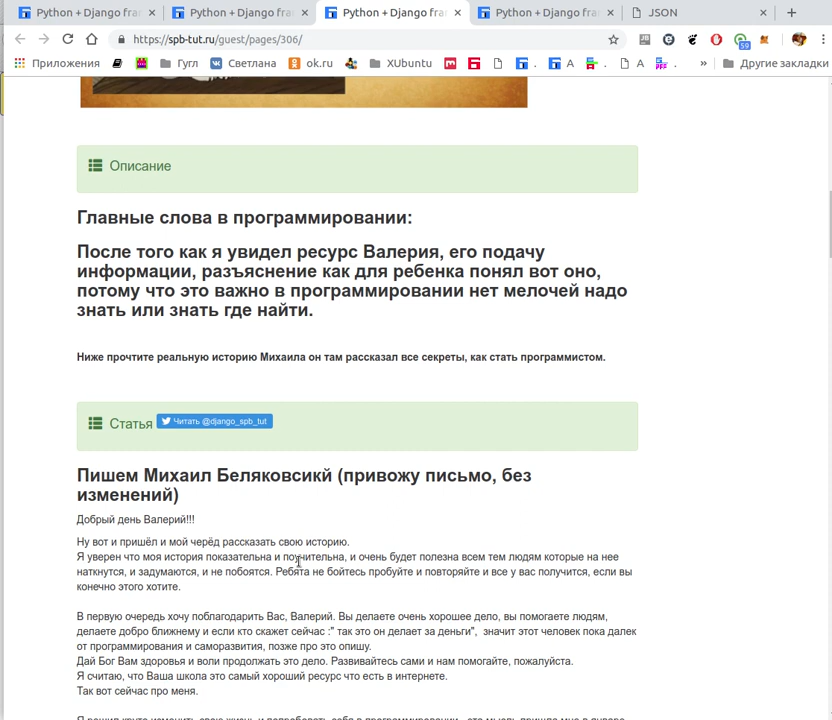 Python + Django fra
Python + Django fra
Python + Django fra
Python + Django fra
JSON
https://spb-tut.ru/guest/pages/306/
59
Приложения
Гугл
Светлана
ok.ru
XUbuntu
A
A
»
Другие закладки
Описание
Главные слова в программировании:
После того как я увидел ресурс Валерия, его подачу
информации, разъяснение как для ребенка понял вот оно,
потому что это важно в программировании нет мелочей надо
знать или знать где найти.
Ниже прочтите реальную историю Михаила он там рассказал все секреты, как стать программистом.
Статья
Читать @django_spb_tut
Пишем Михаил Беляковсикй (привожу письмо, без
изменений)
Добрый день Валерий!!!
Ну вот и пришёл и мой черёд рассказать свою историю.
Я уверен что моя история показательна и поучительна, и очень будет полезна всем тем людям которые на нее
наткнутся, и задумаются, и не побоятся. Ребята не бойтесь пробуйте и повторяйте и все у вас получится, если вы
конечно этого хотите.
В первую очередь хочу поблагодарить Вас, Валерий. Вы делаете очень хорошее дело, вы помогаете людям,
делаете добро ближнему и если кто скажет сейчас :" так это он делает за деньги", значит этот человек пока далек
от программирования и саморазвития, позже про это опишу.
Дай Бог Вам здоровья и воли продолжать это дело. Развивайтесь сами и нам помогайте, пожалуйста.
Я считаю, что Ваша школа это самый хороший ресурс что есть в интернете.
Так вот сейчас про меня.